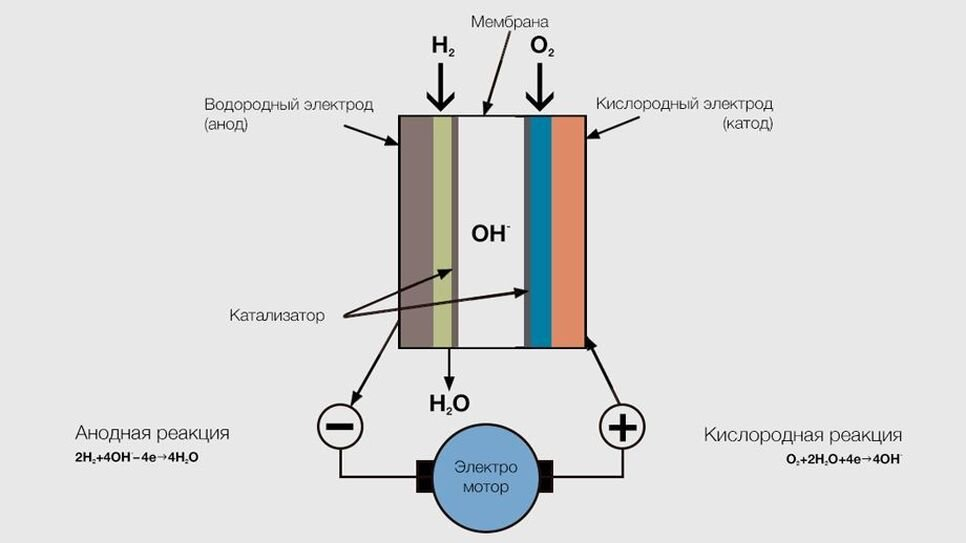 Мембрана
H₂
O₂
Водородный электрод
(анод)
Кислородный электрод
(катод)
OH⁻
Катализатор
H₂O
−
+
Анодная реакция
2H₂+4OH−4e→4H₂O
Кислородная реакция
O₂+2H₂O+4e→4OH⁻
Электро
мотор